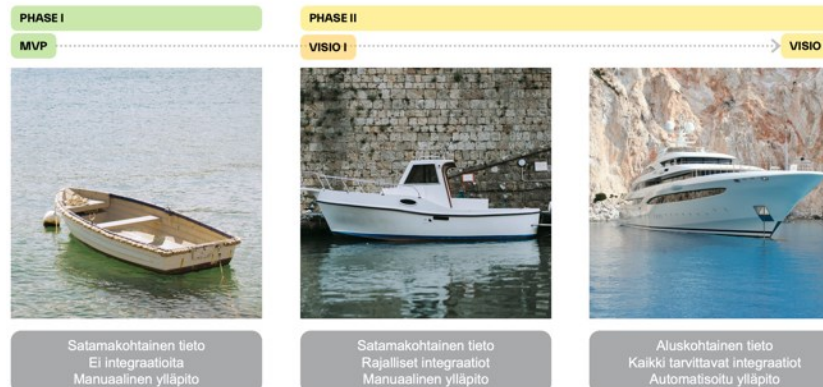 PHASE I
PHASE II
MVP
VISIO I
VISIO
Satamakohtainen tieto
Ei integraatioita
Manuaalinen ylläpito
Satamakohtainen tieto
Rajalliset integraatiot
Manuaalinen ylläpito
Aluskohtainen tieto
Kaikki tarvittavat integraatiot
Automatisoitu ylläpito